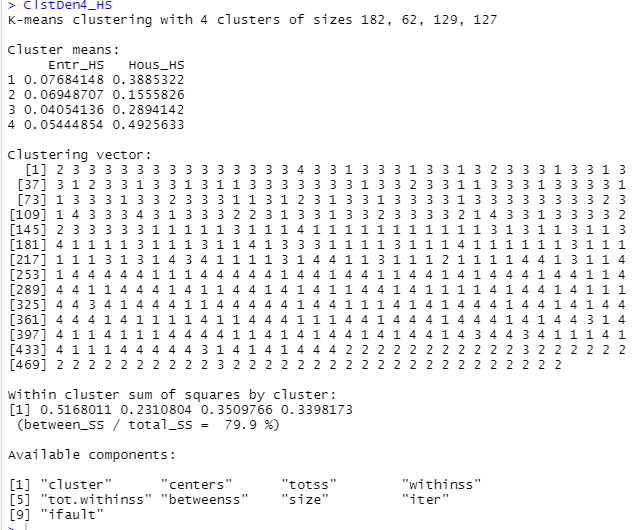 > ClstDen4_HS
K-means clustering with 4 clusters of sizes 182, 62, 129, 127
Cluster means:
Entr_HS Hous_HS
1 0.07684148 0.3885322
2 0.06948707 0.1555826
3 0.04054136 0.2894142
4 0.05444854 0.4925633
Clustering vector:
[1] 2 3 3 3 3 3 3 3 3 3 3 3 3 3 3 4 3 3 1 3 3 3 1 3 3 1 3 2 3 3 3 1 3 3 1 3
[37] 3 1 2 3 3 1 3 3 1 3 1 1 3 3 3 3 3 3 3 1 3 3 2 3 3 1 1 3 3 3 1 3 3 3 3 1
[73] 1 3 3 3 1 3 3 2 3 3 3 1 1 3 1 2 3 1 3 3 1 3 3 3 3 1 3 3 3 3 3 3 3 3 2 3
[109] 1 4 3 3 3 4 3 1 3 3 3 2 2 3 1 3 3 1 3 3 2 3 3 3 3 2 1 4 3 3 1 3 3 3 3 2
[145] 2 3 3 3 3 3 1 1 1 1 1 3 1 1 1 4 1 1 1 1 1 1 1 1 1 1 1 1 3 1 3 1 3 1 1 3
[181] 4 1 1 1 1 3 1 1 1 3 1 1 4 1 3 3 3 1 1 1 1 3 1 1 1 4 1 1 1 1 1 1 3 1 1 1
[217] 1 1 1 3 1 3 1 4 3 4 1 1 1 1 3 1 4 4 1 1 3 1 1 1 2 1 1 1 1 4 4 1 3 1 1 4
[253] 1 4 4 4 4 4 1 1 1 4 4 4 4 4 1 4 4 1 4 4 1 1 4 1 4 4 1 4 4 4 1 4 4 1 1 4
[289] 4 4 1 1 4 4 4 1 4 1 1 4 4 1 4 4 4 1 4 4 1 4 1 1 1 1 4 1 4 4 1 4 4 1 1 1
[325] 4 4 3 4 1 4 4 4 1 1 4 4 4 4 4 1 4 4 1 1 1 4 1 4 1 4 4 4 1 4 4 1 4 1 4 4
[361] 4 4 4 1 4 1 1 1 1 4 1 1 4 4 4 1 1 1 4 4 1 4 4 4 1 4 4 4 1 4 1 4 4 3 1 4
[397] 4 1 1 4 1 1 1 4 4 4 4 1 1 4 1 4 1 4 4 1 4 1 4 4 1 4 3 4 4 3 4 1 1 1 4 1
[433] 4 1 1 1 4 4 4 4 4 3 1 4 1 4 1 4 4 4 2 2 2 2 2 2 2 2 2 2 2 2 3 2 2 2 2 2 2
[469] 2 2 2 2 2 2 2 2 2 2 3 2 2 2 2 2 2 2 2 2 2 2 2 2 2 2 2 2 2 2 2 2
Within cluster sum of squares by cluster:
[1] 0.5168011 0.2310804 0.3509766 0.3398173
(between_SS / total_SS = 79.9 %)
Available components:
[1] "cluster" "centers" "totss" "withinss"
[5] "tot.withinss" "betweenss" "size" "iter"
[9] "ifault"
>